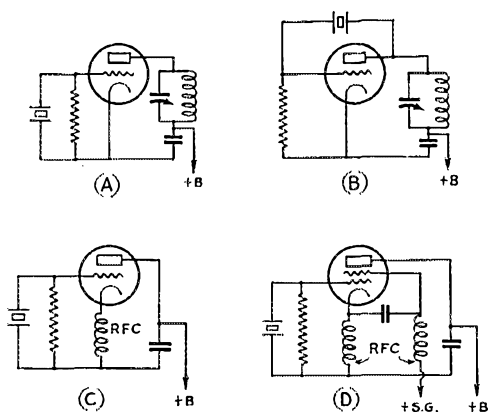 +B
(A)
+B
(B)
RFC
+B
(C)
RFC
+S.G.
+B
(D)